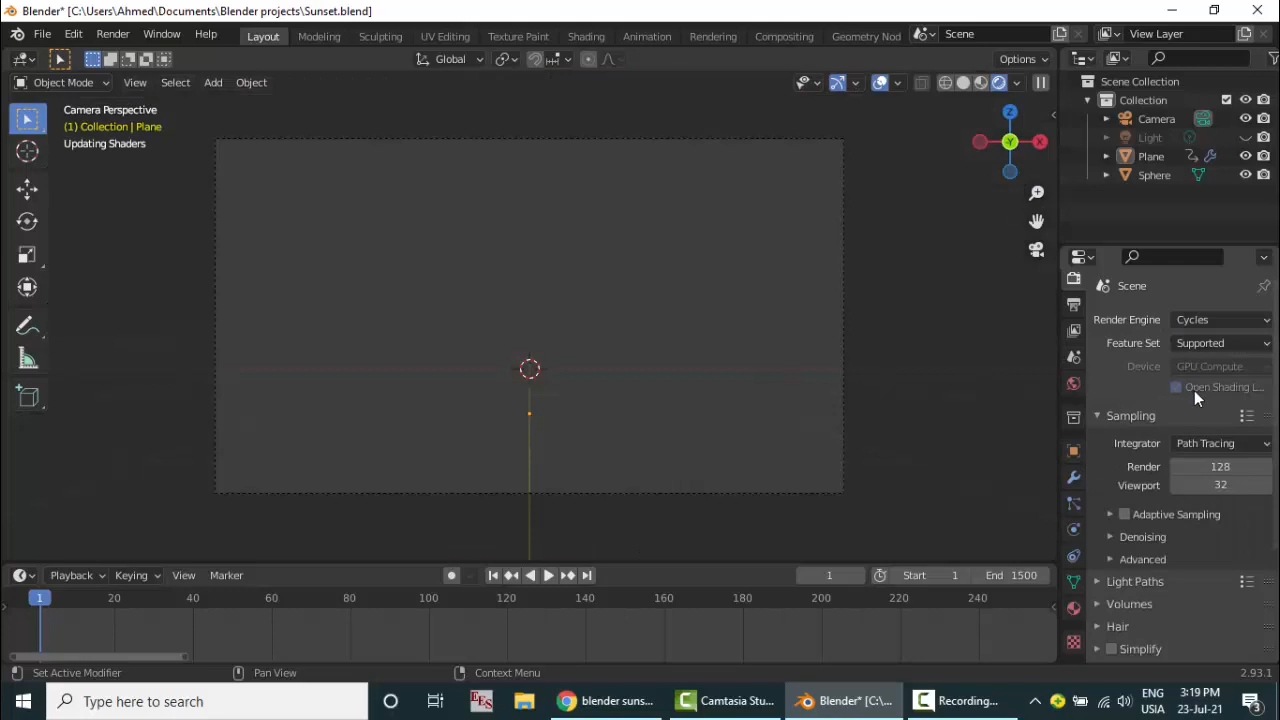 Blender* [C:\Users\Ahmed\Documents\Blender projects\Sunset.blend]
File Edit Render Window Help Layout Modeling Sculpting UV Editing Texture Paint Shading Animation Rendering Compositing Geometry Nod Scene View Layer
Global Options
Object Mode View Select Add Object
Camera Perspective
(1) Collection | Plane
Updating Shaders
Z
Y
X
Scene Collection
Collection
Camera
Light
Plane
Sphere
Scene
Render Engine Cycles
Feature Set Supported
Device GPU Compute
Open Shading L...
Sampling
Integrator Path Tracing
Render 128
Viewport 32
Adaptive Sampling
Denoising
Advanced
Light Paths
Volumes
Hair
Simplify
Playback Keying View Marker 1 Start 1 End 1500
1 20 40 60 80 100 120 140 160 180 200 220 240
Set Active Modifier Pan View Context Menu 2.93.1
Type here to search EES blender suns... Camtasia Stu... Blender* [C:\... Recording... ENG USIA 3:19 PM 23-Jul-21 3